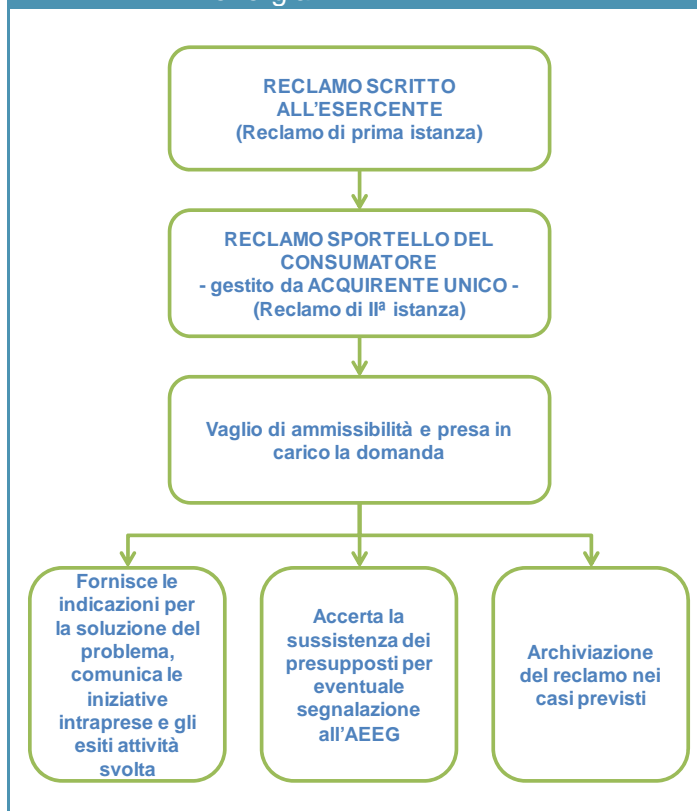 RECLAMO SCRITTO
ALL’ESERCENTE
(Reclamo di prima istanza)
RECLAMO SPORTELLO DEL
CONSUMATORE
- gestito da ACQUIRENTE UNICO -
(Reclamo di IIª istanza)
Vaglio di ammissibilità e presa in
carico la domanda
Fornisce le
indicazioni per
la soluzione del
problema,
comunica le
iniziative
intraprese e gli
esiti attività
svolta
Accerta la
sussistenza dei
presupposti per
eventuale
segnalazione
all’AEEG
Archiviazione
del reclamo nei
casi previsti